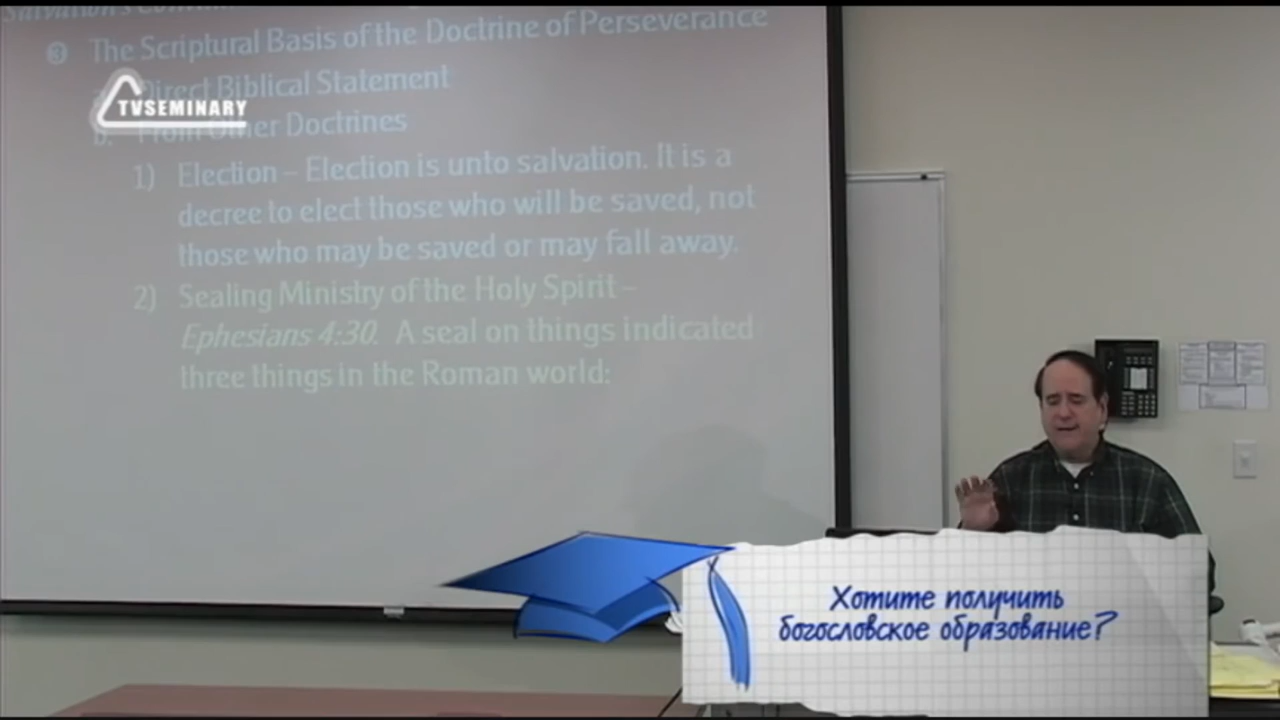 Salvation's
③ The Scriptural Basis of the Doctrine of Perseverance
Direct Biblical Statement
TVSEMINARY
b. From Other Doctrines
1) Election – Election is unto salvation. It is a
decree to elect those who will be saved, not
those who may be saved or may fall away.
2) Sealing Ministry of the Holy Spirit –
Ephesians 4:30. A seal on things indicated
three things in the Roman world:
Хотите получить
богословское образование?